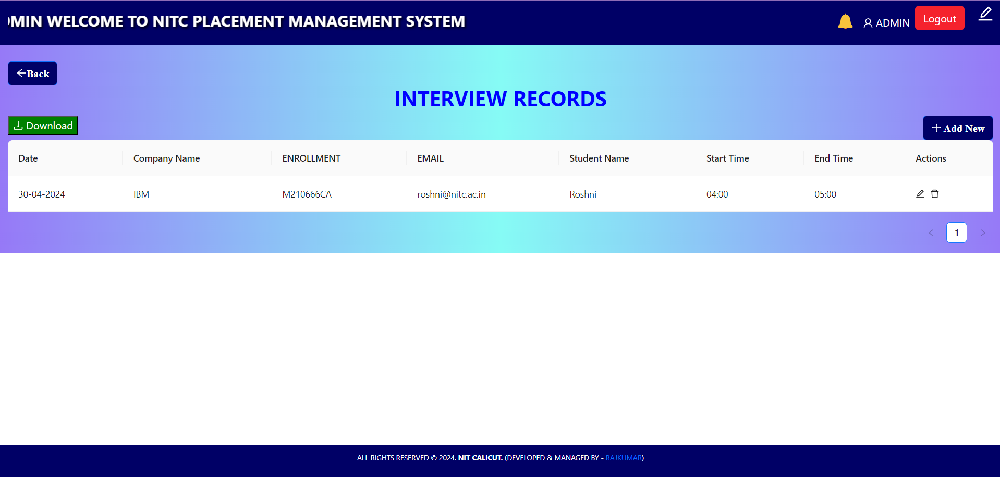 WELCOME TO NITC PLACEMENT MANAGEMENT SYSTEM
ADMIN
Logout
Back
INTERVIEW RECORDS
Download
Add New
Date Company Name ENROLLMENT EMAIL Student Name Start Time End Time Actions
30-04-2024 IBM M210666CA roshni@nitc.ac.in Roshni 04:00 05:00
1
ALL RIGHTS RESERVED © 2024. NIT CALICUT. (DEVELOPED & MANAGED BY - RAJKUMAR)